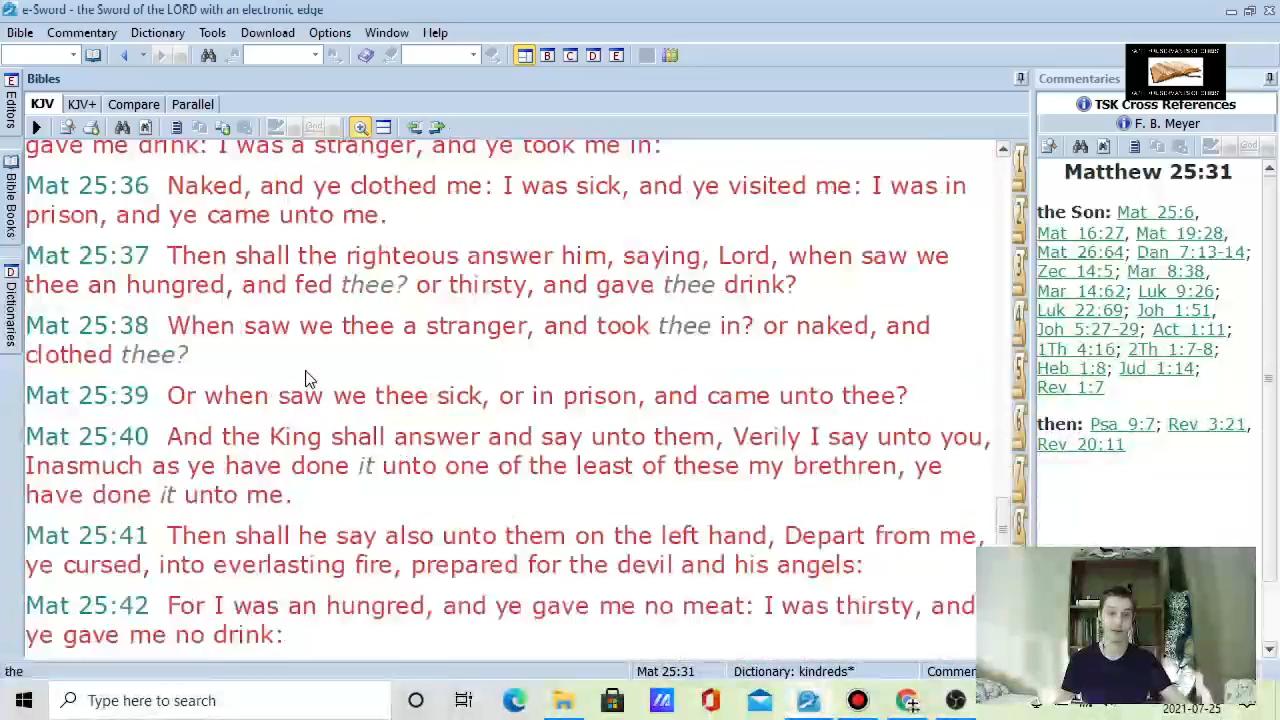 e-Sword - the Sword of the LORD with an electronic edge
Bible Commentary Dictionary Tools Download Options Window Help
B C D E
Bibles
Commentaries
KJV KJV+ Compare Parallel
TSK Cross References
F. B. Meyer
God
God
Editors
Bible Books
Dictionaries
gave me drink: I was a stranger, and ye took me in:
Mat 25:36 Naked, and ye clothed me: I was sick, and ye visited me: I was in
prison, and ye came unto me.
Mat 25:37 Then shall the righteous answer him, saying, Lord, when saw we
thee an hungred, and fed thee? or thirsty, and gave thee drink?
Mat 25:38 When saw we thee a stranger, and took thee in? or naked, and
clothed thee?
Mat 25:39 Or when saw we thee sick, or in prison, and came unto thee?
Mat 25:40 And the King shall answer and say unto them, Verily I say unto you,
Inasmuch as ye have done it unto one of the least of these my brethren, ye
have done it unto me.
Mat 25:41 Then shall he say also unto them on the left hand, Depart from me,
ye cursed, into everlasting fire, prepared for the devil and his angels:
Mat 25:42 For I was an hungred, and ye gave me no meat: I was thirsty, and
ye gave me no drink:
1
2
3
4
5
6
7
8
Matthew 25:31
the Son: Mat 25:6,
Mat 16:27, Mat 19:28,
Mat 26:64; Dan 7:13-14;
Zec 14:5; Mar 8:38,
Mar 14:62; Luk 9:26,
Luk 22:69; Joh 1:51,
Joh 5:27-29; Act 1:11;
1Th 4:16; 2Th 1:7-8;
Heb 1:8; Jud 1:14;
Rev 1:7
then: Psa 9:7; Rev 3:21,
Rev 20:11
the
Mat 25:31
Dictionary: kindreds*
Commen
Type here to search
2021-07-25